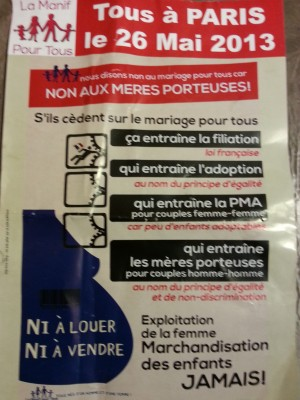 La Manif
Pour Tous
Tous à PARIS
le 26 Mai 2013
nous disons non au mariage pour tous car
NON AUX MERES PORTEUSES!
S'ils cèdent sur le mariage pour tous
ça entraîne la filiation
loi française
qui entraîne l'adoption
au nom du principe d'égalité
qui entraîne la PMA
pour couples femme-femme
car peu d'enfants adoptables
qui entraîne
les mères porteuses
pour couples homme-homme
au nom du principe d'égalité
et de non-discrimination
NI À LOUER
NI À VENDRE
Exploitation
de la femme
Marchandisation
des enfants
JAMAIS!